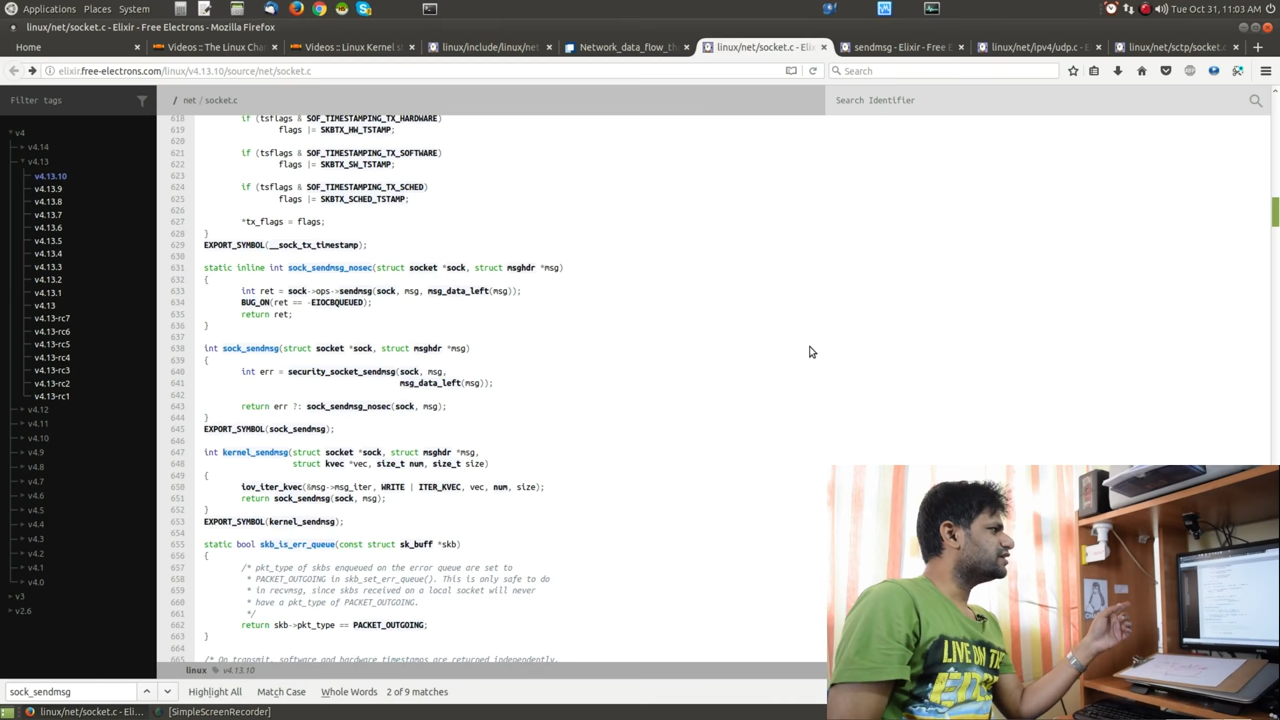 Applications Places System
Tue Oct 31, 11:03 AM
linux/net/socket.c - Elixir - Free Electrons - Mozilla Firefox
Home
Videos :: The Linux Chan...
Videos :: Linux Kernel s...
linux/include/linux/net...
Network_data_flow_th...
linux/net/socket.c - Eli...
sendmsg - Elixir - Free E...
linux/net/ipv4/udp.c - E...
linux/net/sctp/socket.c...
elixir.free-electrons.com/linux/v4.13.10/source/net/socket.c
Search
Filter tags
/ net / socket.c
Search Identifier
v4
v4.14
v4.13
v4.13.10
v4.13.9
v4.13.8
v4.13.7
v4.13.6
v4.13.5
v4.13.4
v4.13.3
v4.13.2
v4.13.1
v4.13
v4.13-rc7
v4.13-rc6
v4.13-rc5
v4.13-rc4
v4.13-rc3
v4.13-rc2
v4.13-rc1
v4.12
v4.11
v4.10
v4.9
v4.8
v4.7
v4.6
v4.5
v4.4
v4.3
v4.2
v4.1
v4.0
v3
v2.6
618 if (tsflags & SOF_TIMESTAMPING_TX_HARDWARE)
619 flags |= SKBTX_HW_TSTAMP;
620
621 if (tsflags & SOF_TIMESTAMPING_TX_SOFTWARE)
622 flags |= SKBTX_SW_TSTAMP;
623
624 if (tsflags & SOF_TIMESTAMPING_TX_SCHED)
625 flags |= SKBTX_SCHED_TSTAMP;
626
627 *tx_flags = flags;
628 }
629 EXPORT_SYMBOL(__sock_tx_timestamp);
630
631 static inline int sock_sendmsg_nosec(struct socket *sock, struct msghdr *msg)
632 {
633 int ret = sock->ops->sendmsg(sock, msg, msg_data_left(msg));
634 BUG_ON(ret == -EIOCBQUEUED);
635 return ret;
636 }
637
638 int sock_sendmsg(struct socket *sock, struct msghdr *msg)
639 {
640 int err = security_socket_sendmsg(sock, msg,
641 msg_data_left(msg));
642
643 return err ?: sock_sendmsg_nosec(sock, msg);
644 }
645 EXPORT_SYMBOL(sock_sendmsg);
646
647 int kernel_sendmsg(struct socket *sock, struct msghdr *msg,
648 struct kvec *vec, size_t num, size_t size)
649 {
650 iov_iter_kvec(&msg->msg_iter, WRITE | ITER_KVEC, vec, num, size);
651 return sock_sendmsg(sock, msg);
652 }
653 EXPORT_SYMBOL(kernel_sendmsg);
654
655 static bool skb_is_err_queue(const struct sk_buff *skb)
656 {
657 /* pkt_type of skbs enqueued on the error queue are set to
658 * PACKET_OUTGOING in skb_set_err_queue(). This is only safe to do
659 * in recvmsg, since skbs received on a local socket will never
660 * have a pkt_type of PACKET_OUTGOING.
661 */
662 return skb->pkt_type == PACKET_OUTGOING;
663 }
664
665 /* On transmit, software and hardware timestamps are returned independently.
linux v4.13.10
LIVE ON THE
sock_sendmsg
Highlight All
Match Case
Whole Words
2 of 9 matches
linux/net/socket.c - Eli...
[SimpleScreenRecorder]